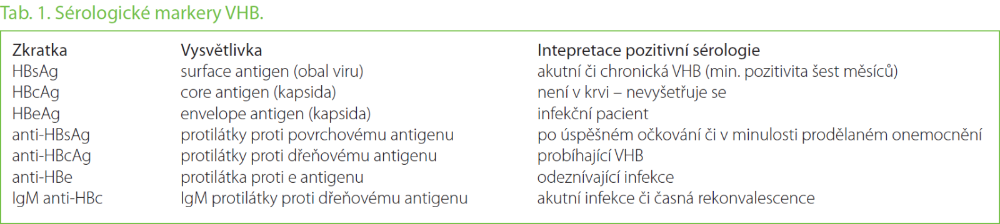 Tab. 1. Sérologické markery VHB.
Zkratka Vysvětlivka Intepretace pozitivní sérologie
HBsAg surface antigen (obal viru) akutní či chronická VHB (min. pozitivita šest měsíců)
HBcAg core antigen (kapsida) není v krvi – nevyšetřuje se
HBeAg envelope antigen (kapsida) infekční pacient
anti-HBsAg protilátky proti povrchovému antigenu po úspěšném očkování či v minulosti prodělaném onemocnění
anti-HBcAg protilátky proti dřeňovému antigenu probíhající VHB
anti-HBe protilátka proti e antigenu odeznívající infekce
IgM anti-HBc IgM protilátky proti dřeňovému antigenu akutní infekce či časná rekonvalescence